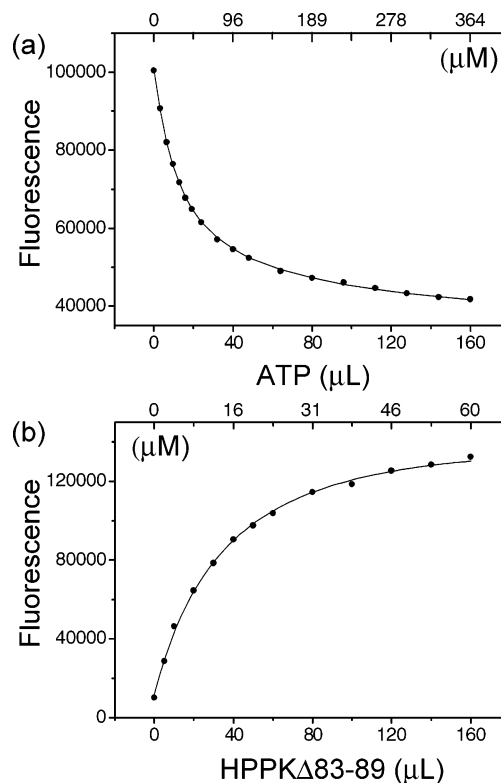 0 96 189 278 364
(a)
(μM)
100000
80000
60000
40000
Fluorescence
0 40 80 120 160
ATP (μL)
0 16 31 46 60
(b)
(μM)
120000
80000
40000
0
Fluorescence
0 40 80 120 160
HPPKΔ83-89 (μL)